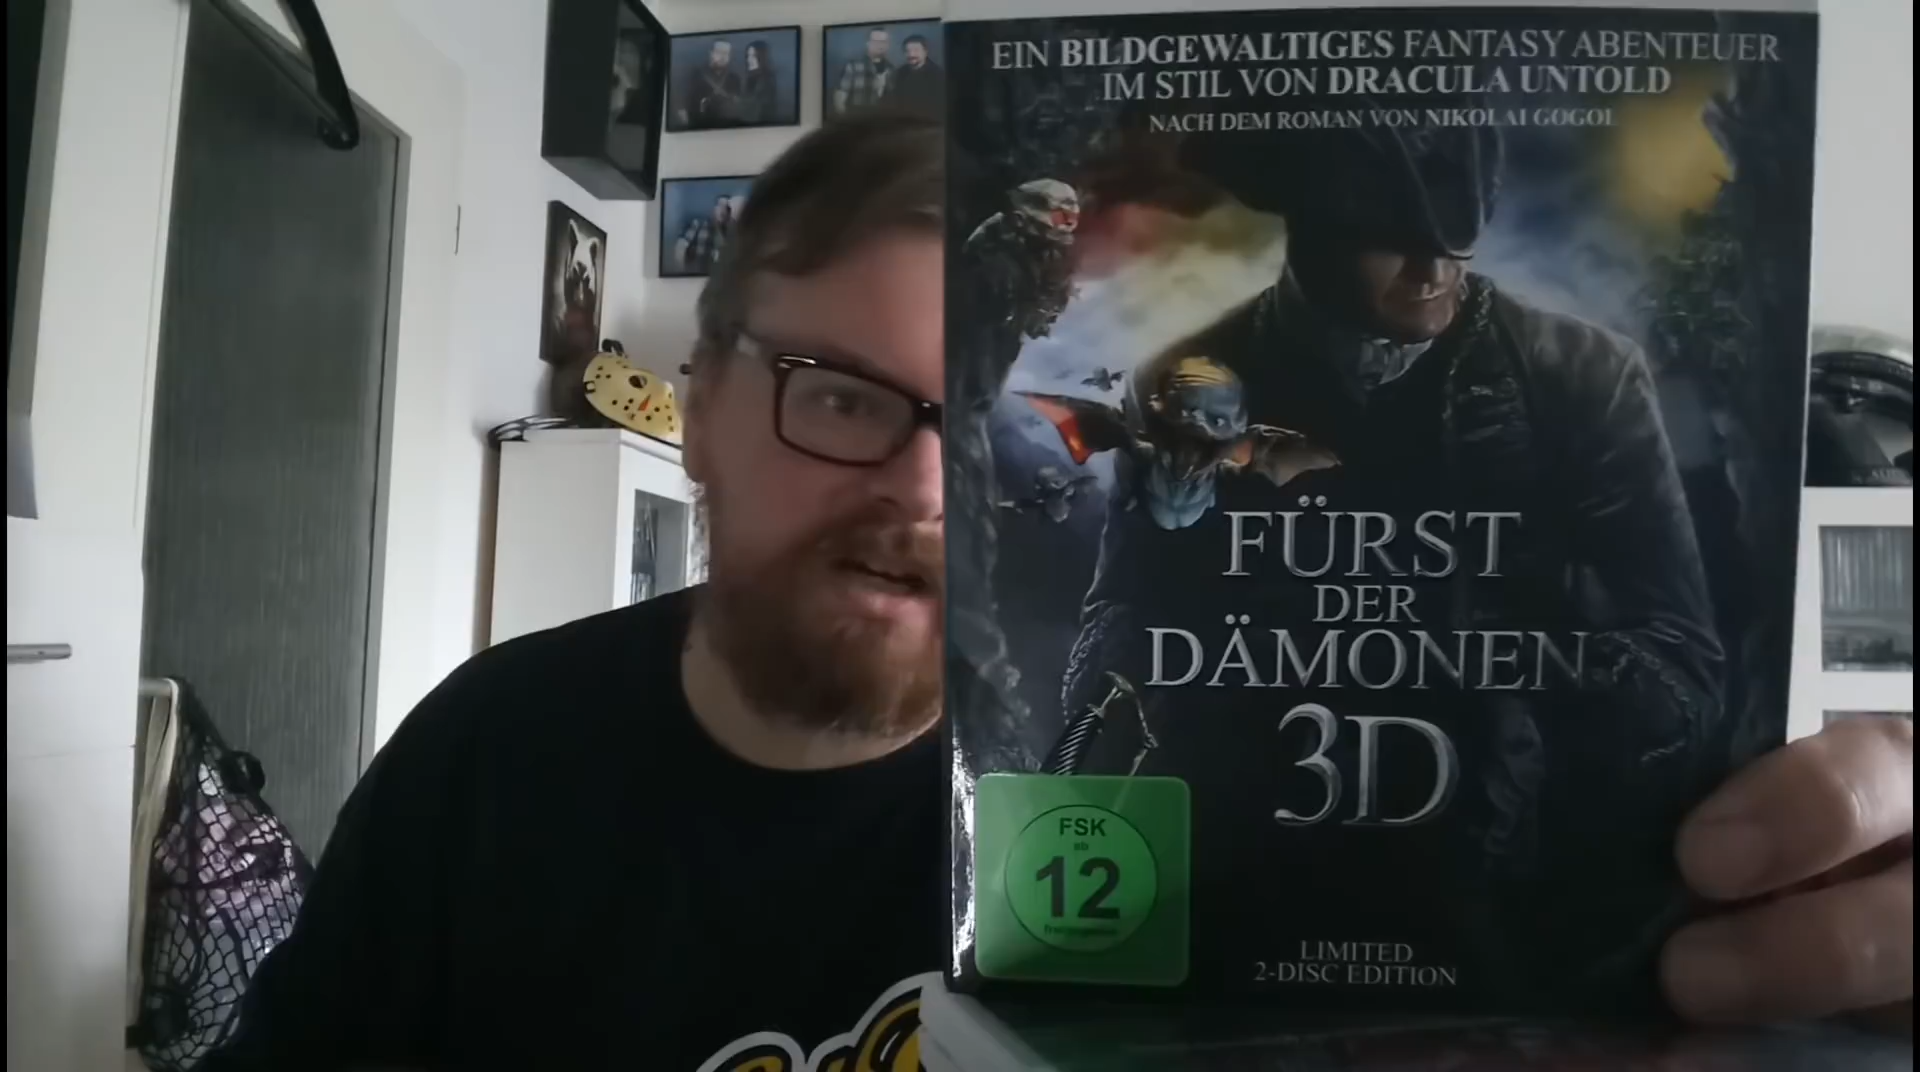 EIN BILDGEWALTIGES FANTASY ABENTEUER
IM STIL VON DRACULA UNTOLD
NACH DEM ROMAN VON NIKOLAI GOGOL
FÜRST
DER
DÄMONEN
3D
FSK
ab
12
freigegeben
LIMITED
2-DISC EDITION